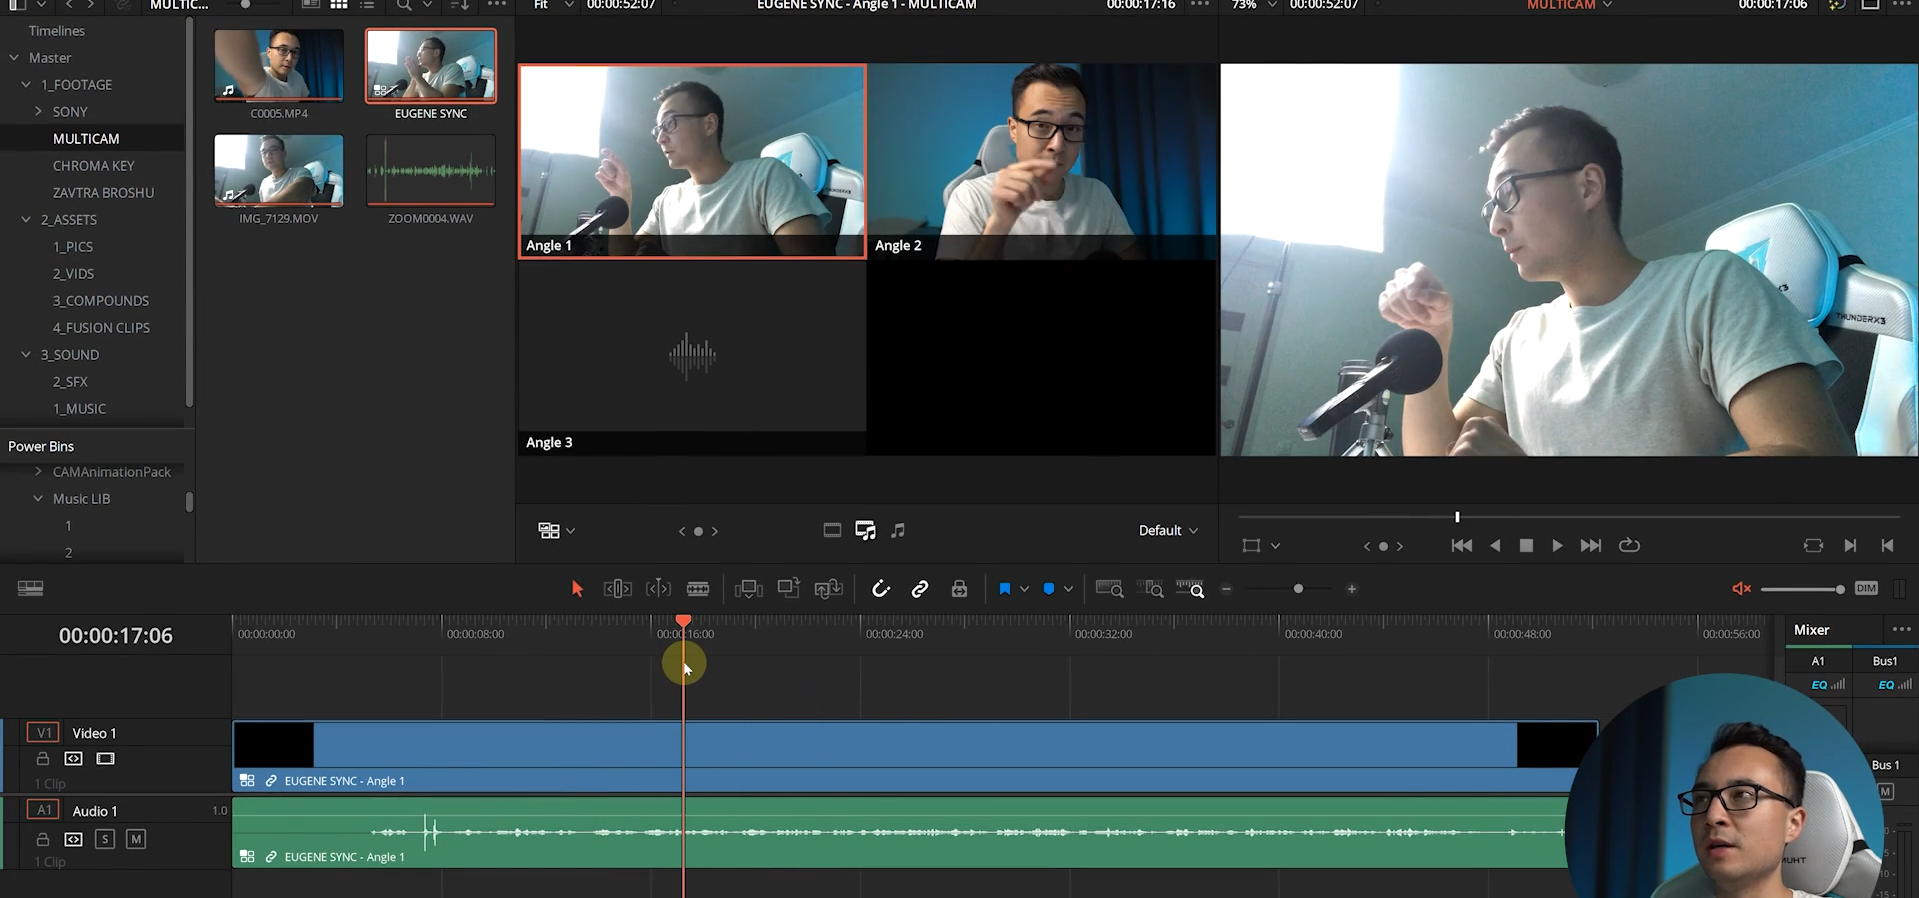 MULTIC...
Fit
00:00:52:07
EUGENE SYNC - Angle 1 - MULTICAM
00:00:17:16
73%
00:00:52:07
MULTICAM
00:00:17:06
Timelines
Master
1_FOOTAGE
SONY
MULTICAM
CHROMA KEY
ZAVTRA BROSHU
2_ASSETS
1_PICS
2_VIDS
3_COMPOUNDS
4_FUSION CLIPS
3_SOUND
2_SFX
1_MUSIC
Power Bins
CAMAnimationPack
Music LIB
1
2
C0005.MP4
EUGENE SYNC
IMG_7129.MOV
ZOOM0004.WAV
Angle 1
Angle 2
Angle 3
Default
THUNDERX3
DIM
00:00:17:06
00:00:00:00
00:00:08:00
00:00:16:00
00:00:24:00
00:00:32:00
00:00:40:00
00:00:48:00
00:00:56:00
Mixer
A1
Bus1
EQ
EQ
V1
Video 1
1 Clip
EUGENE SYNC - Angle 1
Bus 1
M
A1
Audio 1
1.0
S
M
1 Clip
EUGENE SYNC - Angle 1
-5
-10
-15